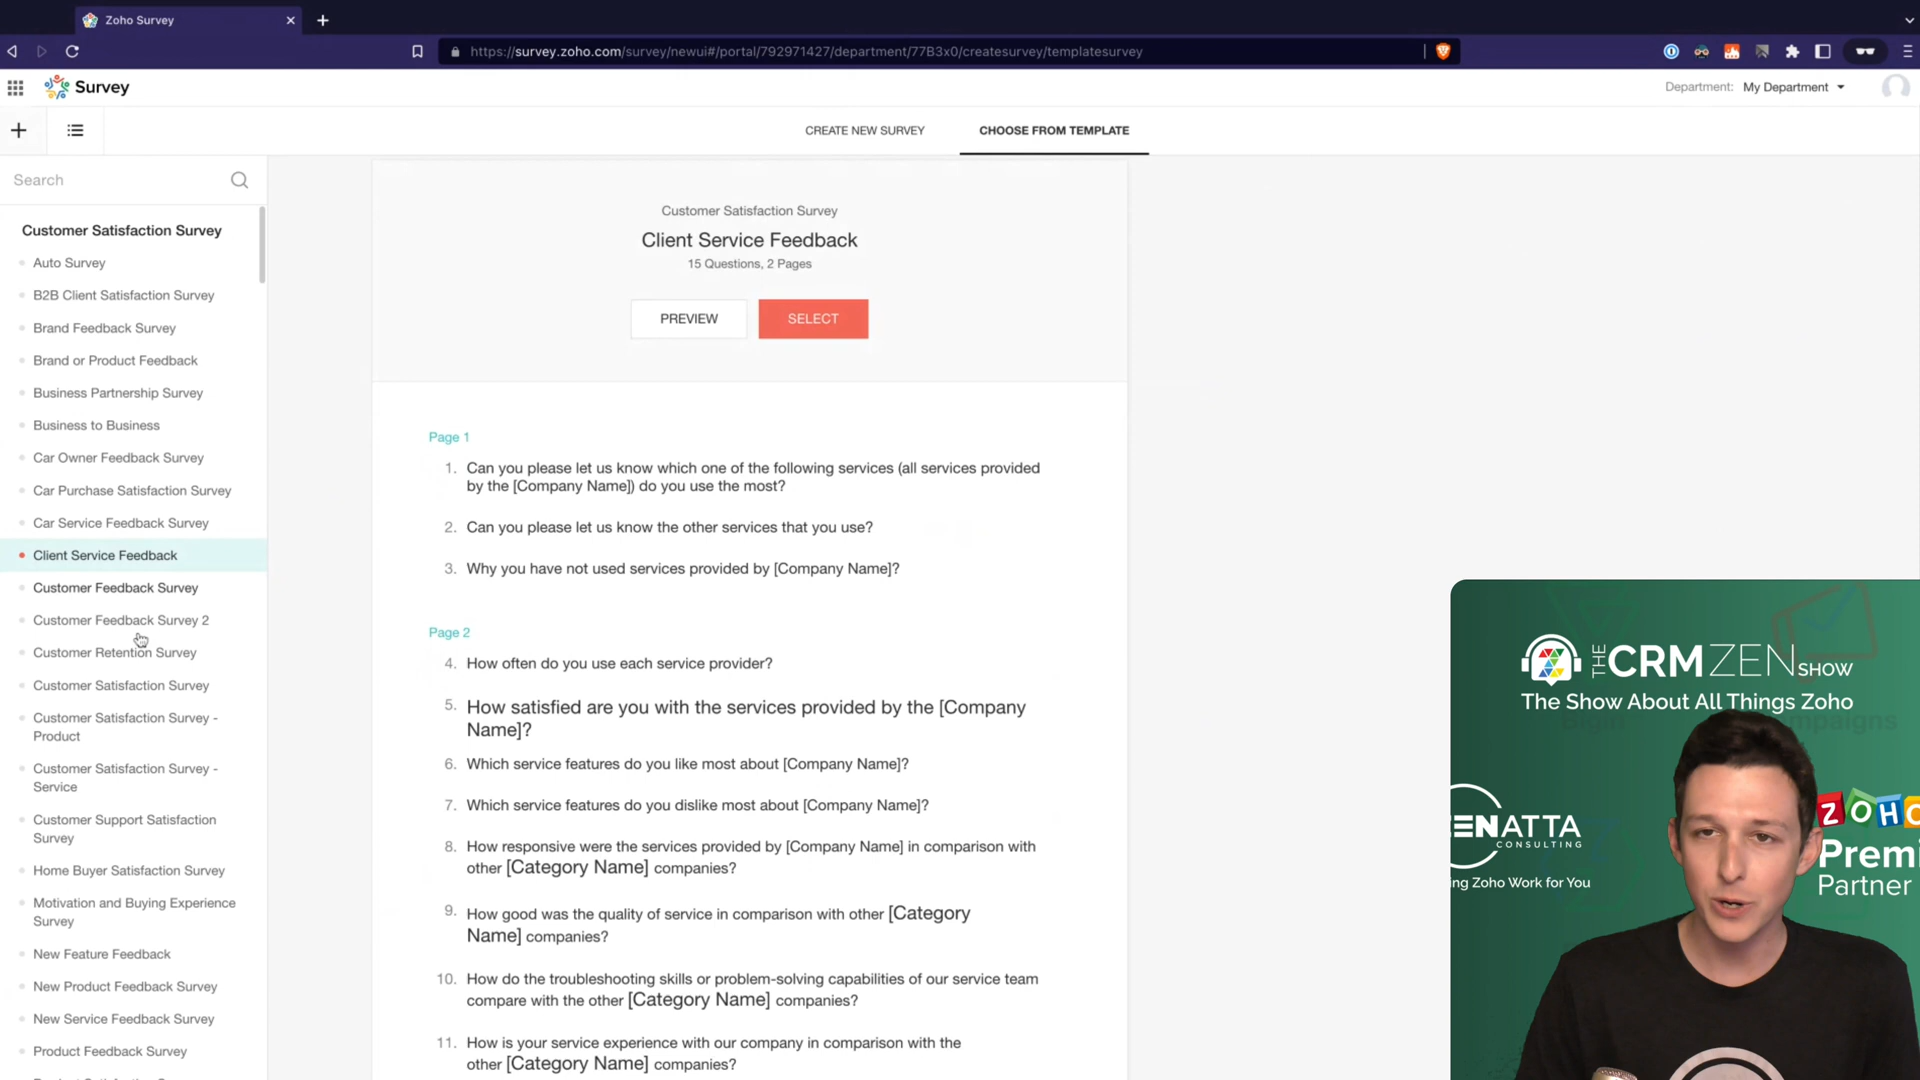 Zoho Survey
https://survey.zoho.com/survey/newui#/portal/792971427/department/77B3x0/createsurvey/templatesurvey
Survey
Department: My Department
CREATE NEW SURVEY
CHOOSE FROM TEMPLATE
Search
Customer Satisfaction Survey
Auto Survey
B2B Client Satisfaction Survey
Brand Feedback Survey
Brand or Product Feedback
Business Partnership Survey
Business to Business
Car Owner Feedback Survey
Car Purchase Satisfaction Survey
Car Service Feedback Survey
Client Service Feedback
Customer Feedback Survey
Customer Feedback Survey 2
Customer Retention Survey
Customer Satisfaction Survey
Customer Satisfaction Survey -
Product
Customer Satisfaction Survey -
Service
Customer Support Satisfaction
Survey
Home Buyer Satisfaction Survey
Motivation and Buying Experience
Survey
New Feature Feedback
New Product Feedback Survey
New Service Feedback Survey
Product Feedback Survey
Customer Satisfaction Survey
Client Service Feedback
15 Questions, 2 Pages
PREVIEW
SELECT
Page 1
1. Can you please let us know which one of the following services (all services provided
by the [Company Name]) do you use the most?
2. Can you please let us know the other services that you use?
3. Why you have not used services provided by [Company Name]?
Page 2
4. How often do you use each service provider?
5. How satisfied are you with the services provided by the [Company
Name]?
6. Which service features do you like most about [Company Name]?
7. Which service features do you dislike most about [Company Name]?
8. How responsive were the services provided by [Company Name] in comparison with
other [Category Name] companies?
9. How good was the quality of service in comparison with other [Category
Name] companies?
10. How do the troubleshooting skills or problem-solving capabilities of our service team
compare with the other [Category Name] companies?
11. How is your service experience with our company in comparison with the
other [Category Name] companies?
THE CRMZEN SHOW
The Show About All Things Zoho
ENATTA
CONSULTING
ng Zoho Work for You
ZOHO
Premi
Partner